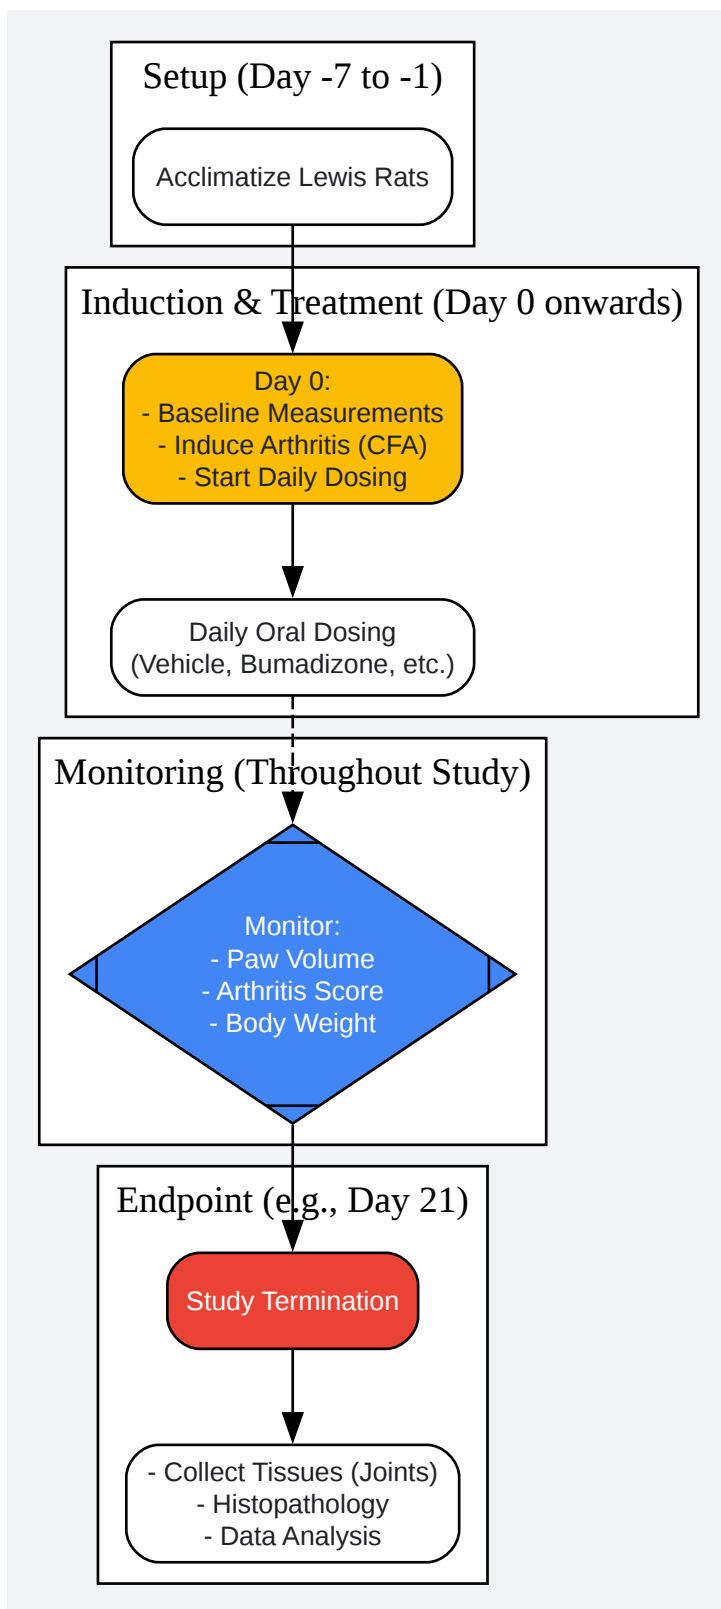 Setup (Day -7 to -1)
Acclimatize Lewis Rats
Induction & Treatment (Day 0 onwards)
Day 0:
- Baseline Measurements
- Induce Arthritis (CFA)
- Start Daily Dosing
Daily Oral Dosing
(Vehicle, Bumadizone, etc.)
Monitoring (Throughout Study)
Monitor:
- Paw Volume
- Arthritis Score
- Body Weight
Endpoint (e.g., Day 21)
Study Termination
- Collect Tissues (Joints)
- Histopathology
- Data Analysis